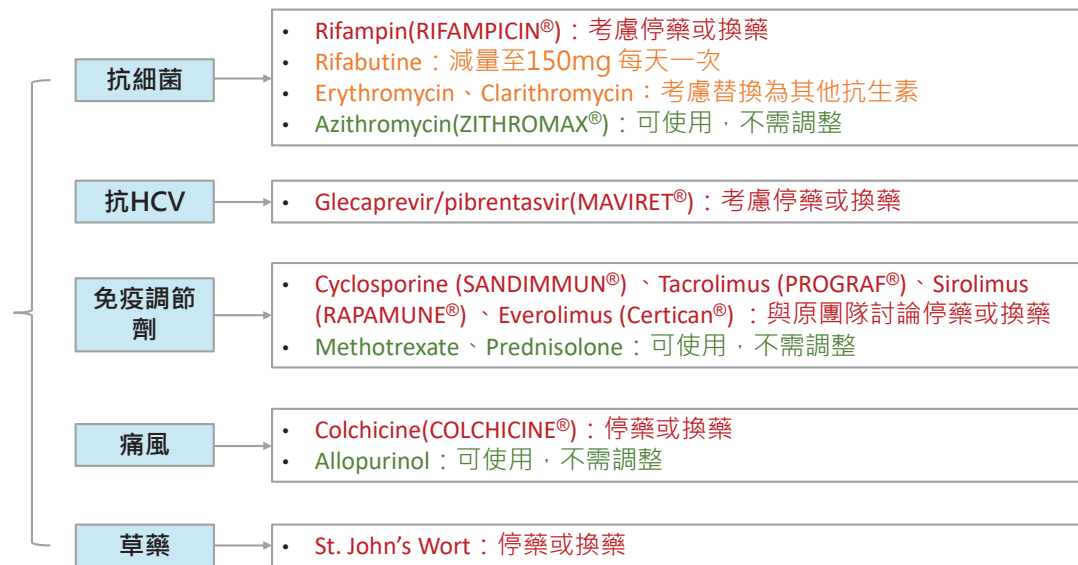 抗細菌
• Rifampin(RIFAMPICIN®)：考慮停藥或換藥
• Rifabutine：減量至150mg 每天一次
• Erythromycin、Clarithromycin：考慮替換為其他抗生素
• Azithromycin(ZITHROMAX®)：可使用，不需調整
抗HCV
• Glecaprevir/pibrentasvir(MAVIRET®)：考慮停藥或換藥
免疫調節
劑
• Cyclosporine (SANDIMMUN®) 、Tacrolimus (PROGRAF®)、Sirolimus
(RAPAMUNE®) 、Everolimus (Certican®) ：與原團隊討論停藥或換藥
• Methotrexate、Prednisolone：可使用，不需調整
痛風
• Colchicine(COLCHICINE®)：停藥或換藥
• Allopurinol：可使用，不需調整
草藥
• St. John’s Wort：停藥或換藥